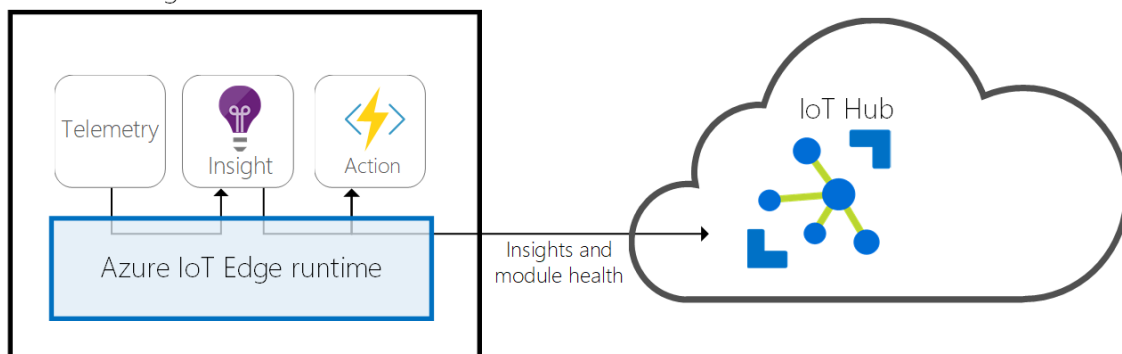 Telemetry
Insight
Action
Azure IoT Edge runtime
Insights and
module health
IoT Hub